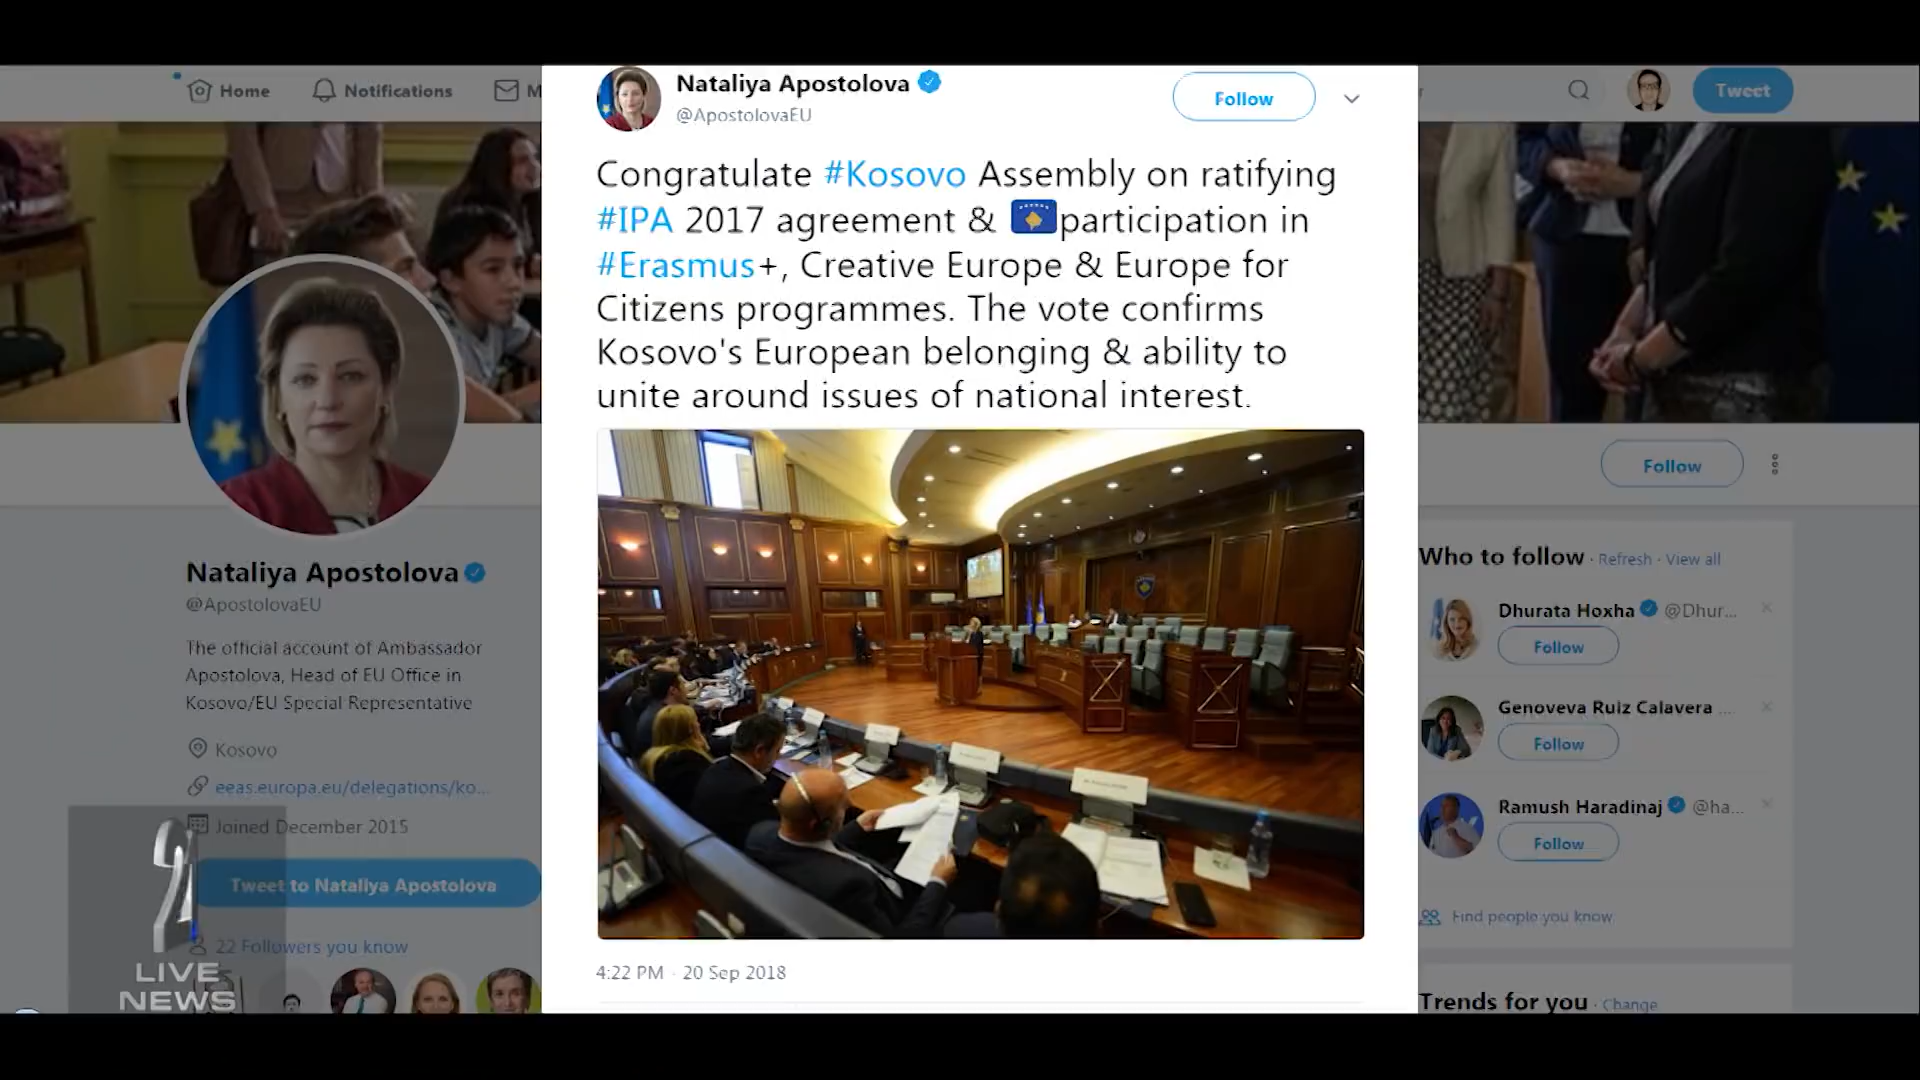 Home
Notifications
M
Tweet
Nataliya Apostolova
@ApostolovaEU
Follow
Congratulate #Kosovo Assembly on ratifying
#IPA 2017 agreement & participation in
#Erasmus+, Creative Europe & Europe for
Citizens programmes. The vote confirms
Kosovo's European belonging & ability to
unite around issues of national interest.
4:22 PM · 20 Sep 2018
Nataliya Apostolova
@ApostolovaEU
The official account of Ambassador
Apostolova, Head of EU Office in
Kosovo/EU Special Representative
Kosovo
eeas.europa.eu/delegations/ko...
Joined December 2015
Tweet to Nataliya Apostolova
22 Followers you know
LIVE
NEWS
Follow
Who to follow · Refresh · View all
Dhurata Hoxha @Dhur...
Follow
Genoveva Ruiz Calavera ...
Follow
Ramush Haradinaj @ha...
Follow
Find people you know
Trends for you · Change